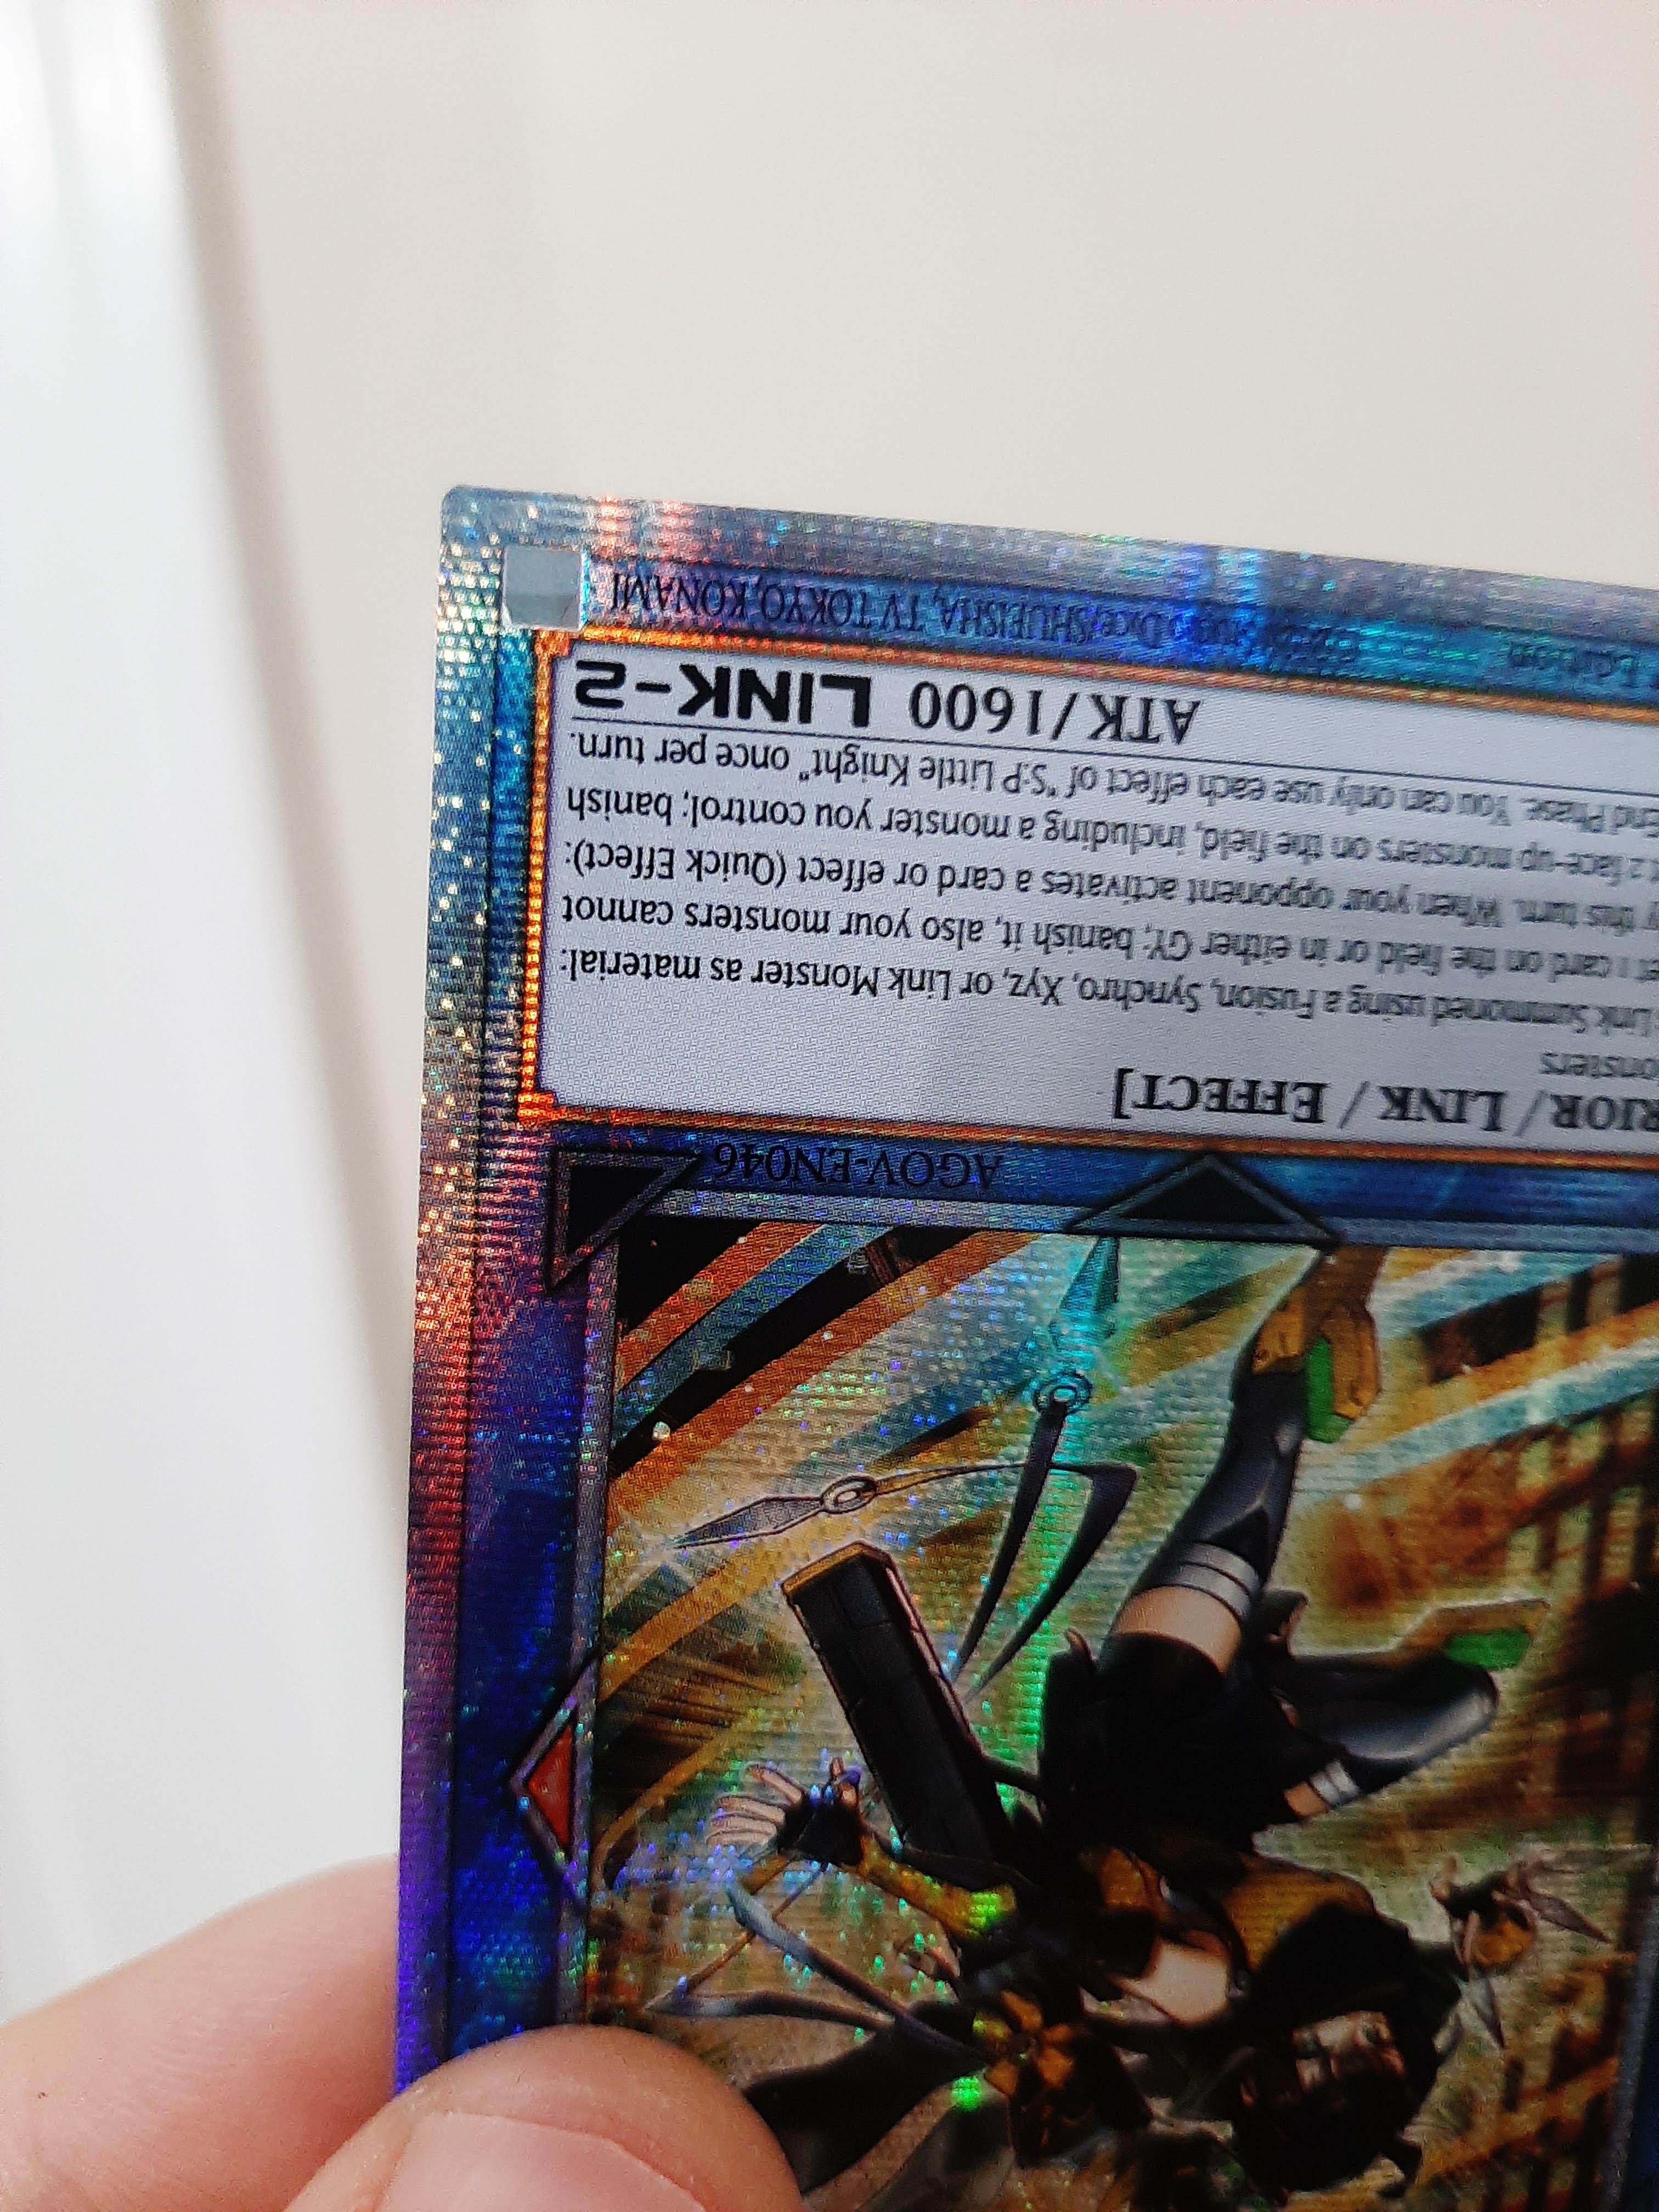 AGOV-EN046
RIOR / LINK / EFFECT]
onsters
Link Summoned using a Fusion, Synchro, Xyz, or Link Monster as material:
1 card on the field or in either GY; banish it, also your monsters cannot
this turn. When your opponent activates a card or effect (Quick Effect):
2 face-up monsters on the field, including a monster you control; banish
End Phase. You can only use each effect of "S:P Little Knight" once per turn.
ATK/1600 LINK-2
Edition
SHUEISHA, TV TOKYO, KONAMI